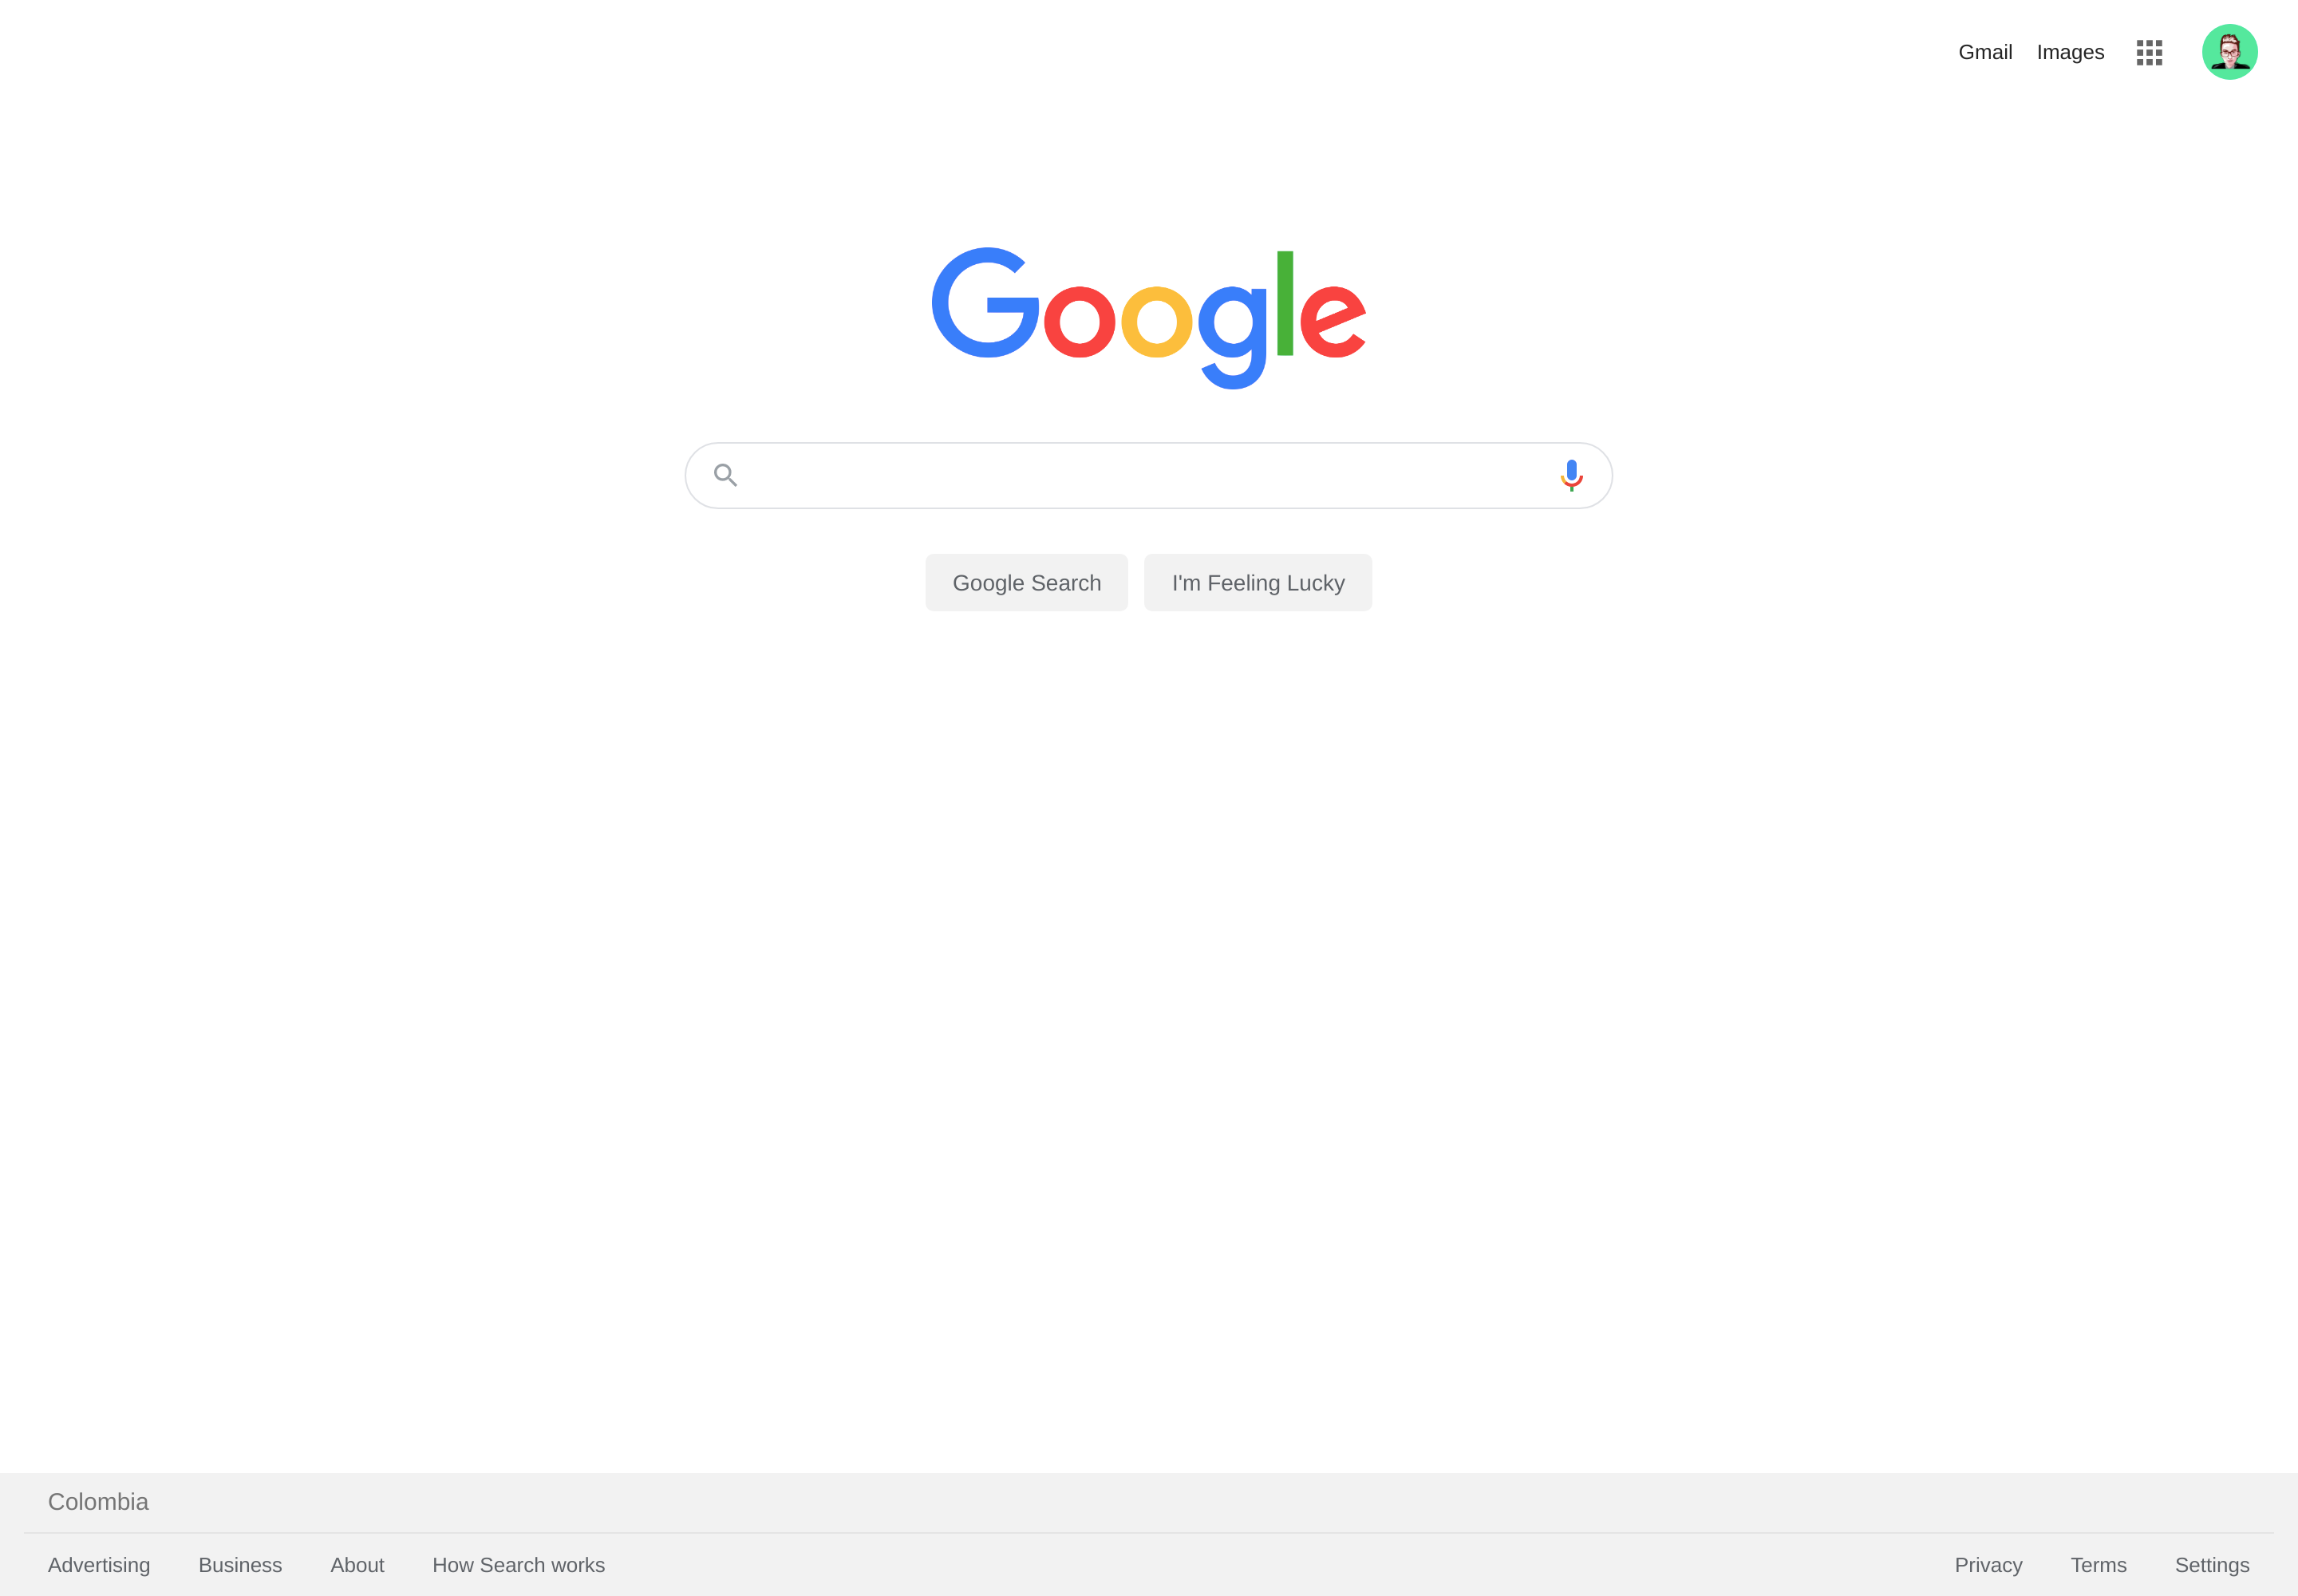 Gmail Images
Google
Google Search I'm Feeling Lucky
Colombia
Advertising Business About How Search works Privacy Terms Settings